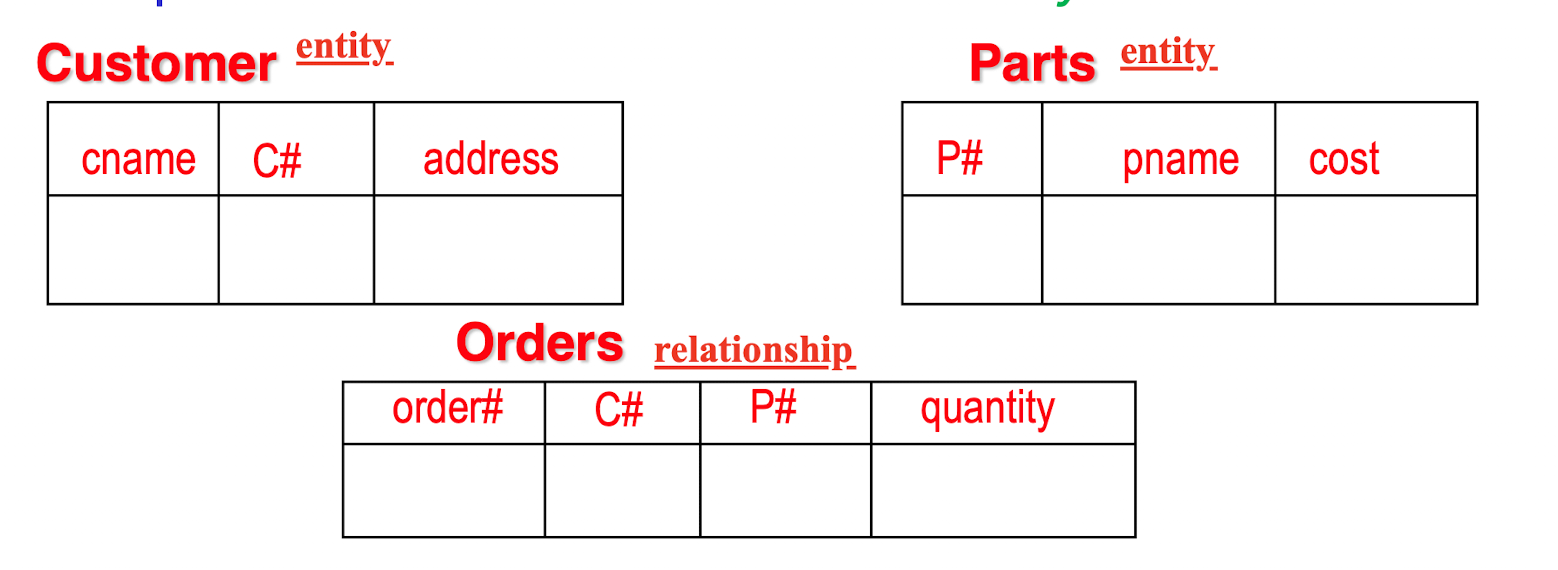 Customer entity
Parts entity
cname C# address
P# pname cost
Orders relationship
order# C# P# quantity